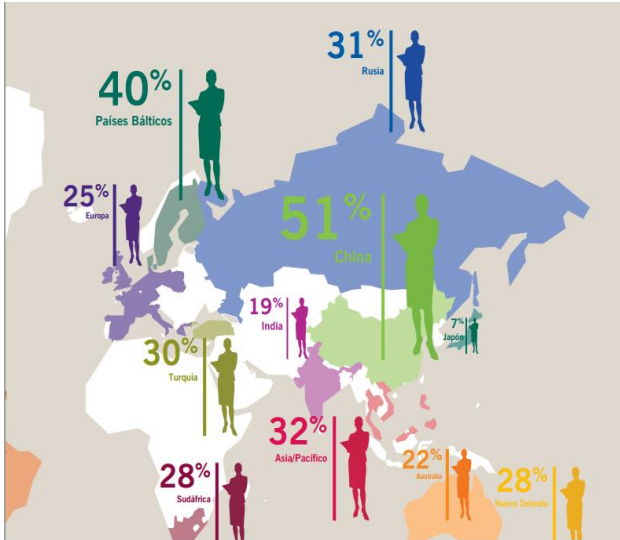 31%
Rusia
40%
Países Bálticos
25%
Europa
51%
China
19%
India
7%
Japón
30%
Turquía
32%
Asia/Pacífico
22%
Australia
28%
Sudáfrica
28%
Nueva Zelanda